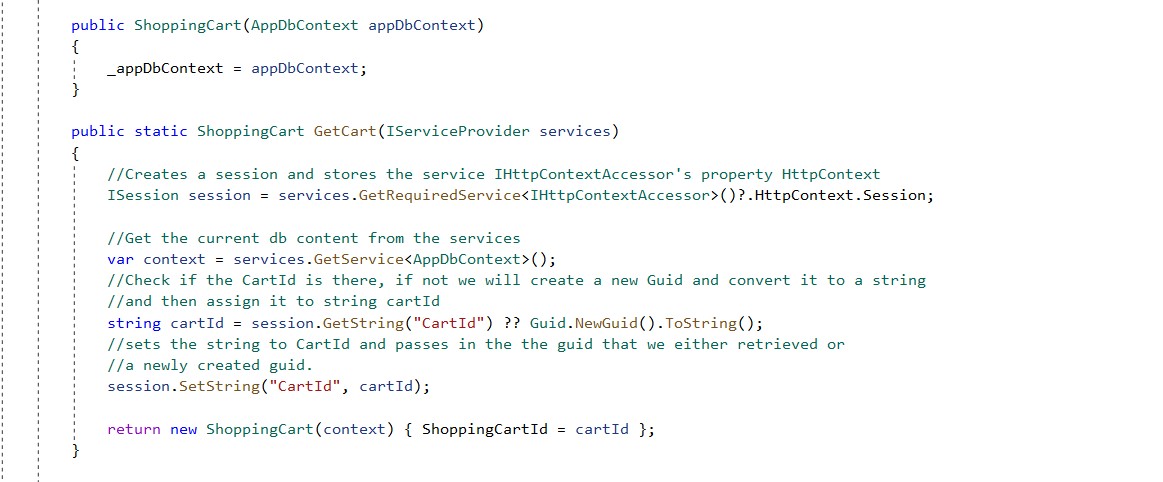 public ShoppingCart(AppDbContext appDbContext)
{
_appDbContext = appDbContext;
}
public static ShoppingCart GetCart(IServiceProvider services)
{
//Creates a session and stores the service IHttpContextAccessor's property HttpContext
ISession session = services.GetRequiredService<IHttpContextAccessor>()?.HttpContext.Session;
//Get the current db content from the services
var context = services.GetService<AppDbContext>();
//Check if the CartId is there, if not we will create a new Guid and convert it to a string
//and then assign it to string cartId
string cartId = session.GetString("CartId") ?? Guid.NewGuid().ToString();
//sets the string to CartId and passes in the the guid that we either retrieved or
//a newly created guid.
session.SetString("CartId", cartId);
return new ShoppingCart(context) { ShoppingCartId = cartId };
}